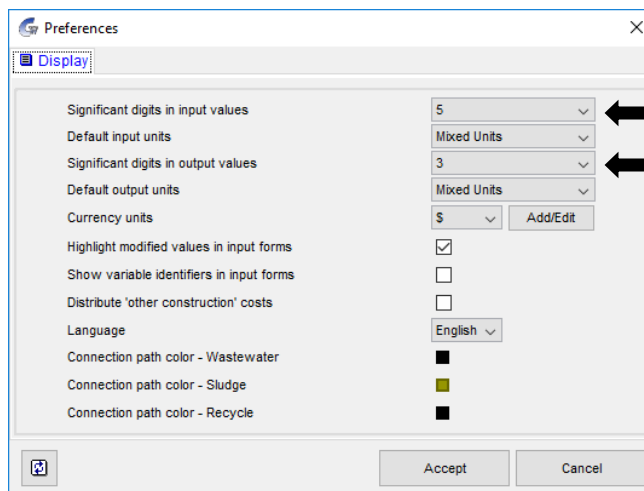 Preferences
Display
Significant digits in input values 5
Default input units Mixed Units
Significant digits in output values 3
Default output units Mixed Units
Currency units $ Add/Edit
Highlight modified values in input forms
Show variable identifiers in input forms
Distribute 'other construction' costs
Language English
Connection path color - Wastewater
Connection path color - Sludge
Connection path color - Recycle
Accept Cancel